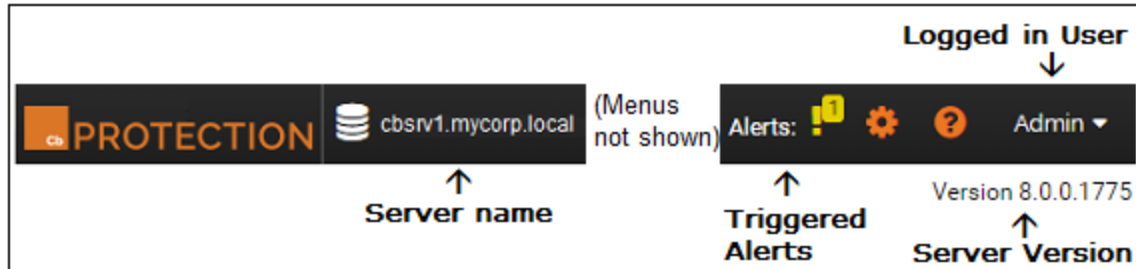 Logged in User
Cb PROTECTION
cbsrv1.mycorp.local
(Menus
not shown)
Alerts:
1
?
Admin
Version 8.0.0.1775
Server name
Triggered
Alerts
Server Version